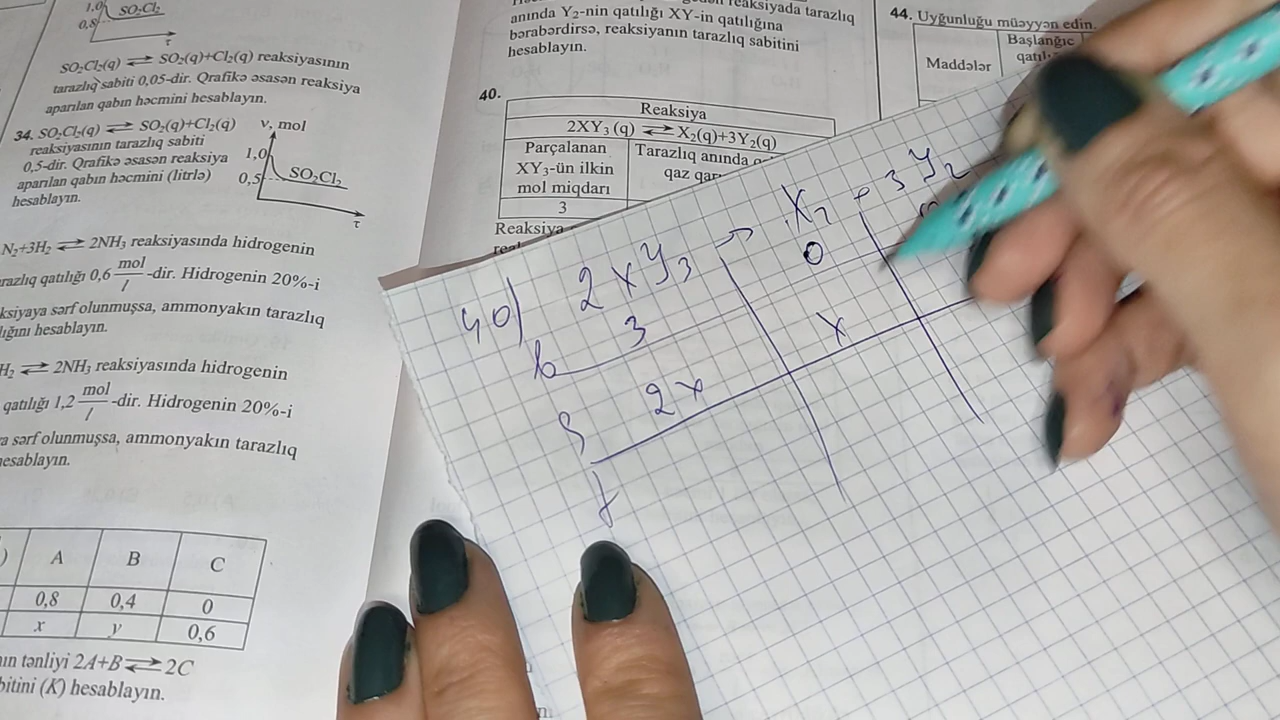 1,0
SO₂Cl₂
0,8
τ
SO₂Cl₂(q) ⇄ SO₂(q)+Cl₂(q) reaksiyasının
tarazlıq sabiti 0,05-dir. Qrafikə əsasən reaksiya
aparılan qabın həcmini hesablayın.
34. SO₂Cl₂(q) ⇄ SO₂(q)+Cl₂(q)
reaksiyasının tarazlıq sabiti
0,5-dir. Qrafikə əsasən reaksiya
aparılan qabın həcmini (litrlə)
hesablayın.
ν, mol
1,0
0,5
SO₂Cl₂
τ
N₂+3H₂ ⇄ 2NH₃ reaksiyasında hidrogenin
qatılığı 0,6 mol/l -dir. Hidrogenin 20%-i
sərf olunmuşsa, ammonyakın tarazlıq
hesablayın.
⇄ 2NH₃ reaksiyasında hidrogenin
qatılığı 1,2 mol/l -dir. Hidrogenin 20%-i
sərf olunmuşsa, ammonyakın tarazlıq
A B C
0,8 0,4 0
x y 0,6
tənliyi 2A+B ⇄ 2C
(K) hesablayın.
reaksiyada tarazlıq
anında Y₂-nin qatılığı XY-in qatılığına
bərabərdirsə, reaksiyanın tarazlıq sabitini
hesablayın.
40.
Reaksiya
2XY₃(q) ⇄ X₂(q)+3Y₂(q)
Parçalanan
XY₃-ün ilkin
mol miqdarı
Tarazlıq anında
qaz
3
Reaksiya
44. Uyğunluğu müəyyən edin.
Maddələr
Başlanğıc
40) 2XY₃ → X₂ + 3Y₂
b 3 0
s 2x x
t